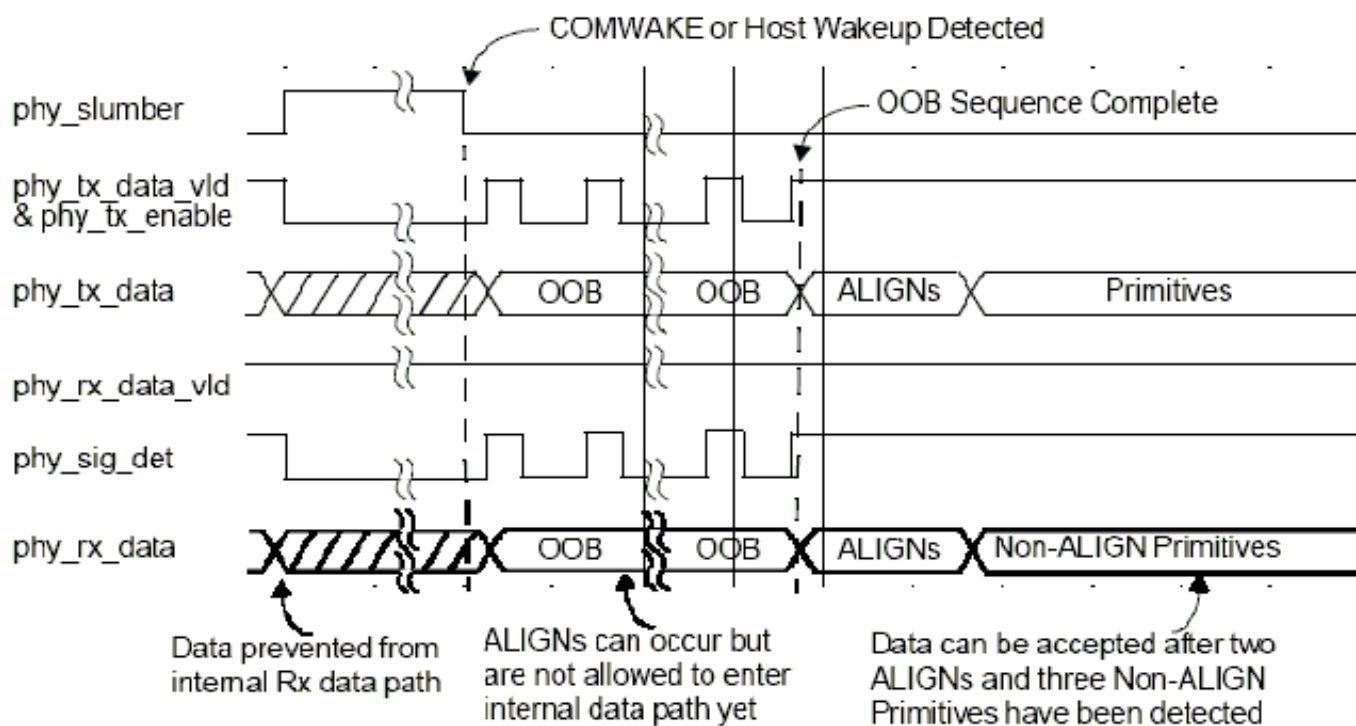 COMWAKE or Host Wakeup Detected
phy_slumber
OOB Sequence Complete
phy_tx_data_vld
& phy_tx_enable
phy_tx_data
OOB
OOB
ALIGNs
Primitives
phy_rx_data_vld
phy_sig_det
phy_rx_data
OOB
OOB
ALIGNs
Non-ALIGN Primitives
Data prevented from
internal Rx data path
ALIGNs can occur but
are not allowed to enter
internal data path yet
Data can be accepted after two
ALIGNs and three Non-ALIGN
Primitives have been detected